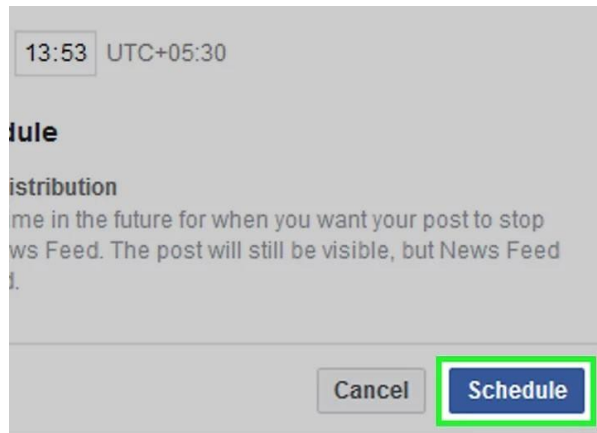 13:53 UTC+05:30
dule
istribution
me in the future for when you want your post to stop
ws Feed. The post will still be visible, but News Feed
d.
Cancel Schedule